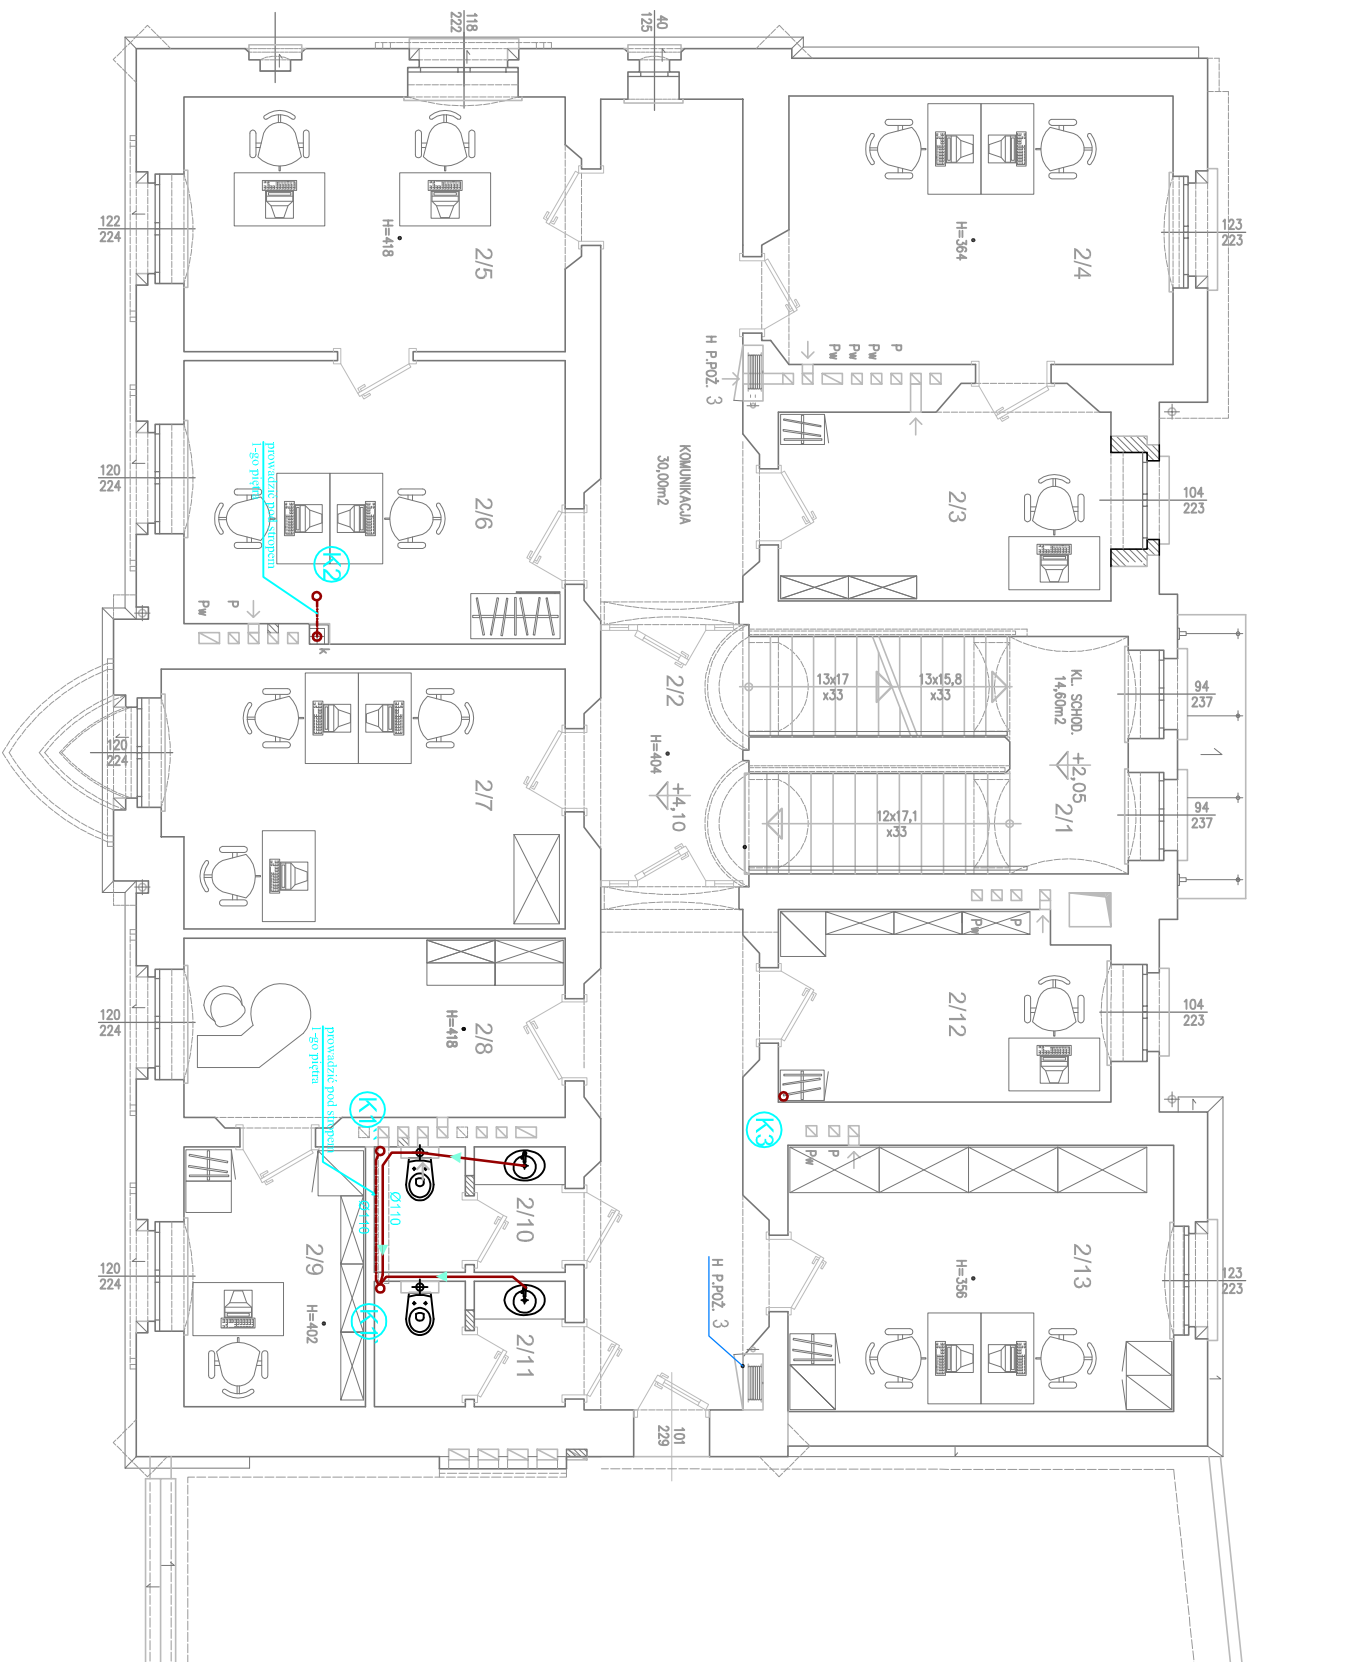 118
222
40
125
122
224
2/5
H=418
2/4
H=364
123
223
P
Pw
Pw
Pw
H P.POŻ. 3
KOMUNIKACJA
30,00m2
120
224
prowadzić pod stropem
I-go piętra
2/6
K2
P
Pw
k
2/3
104
223
2/2
H=404
+4,10
13x17
x33
13x15,8
x33
12x17,1
x33
KL. SCHOD.
14,60m2
+2,05
2/1
94
237
94
237
1
120
224
2/7
P
Pw
2/12
104
223
120
224
2/8
H=418
prowadzić pod stropem
I-go piętra
K1
K3
Ø110
Ø110
2/10
P
Pw
2/9
H=402
120
224
K1
2/11
H P.POŻ. 3
2/13
H=356
123
223
101
229